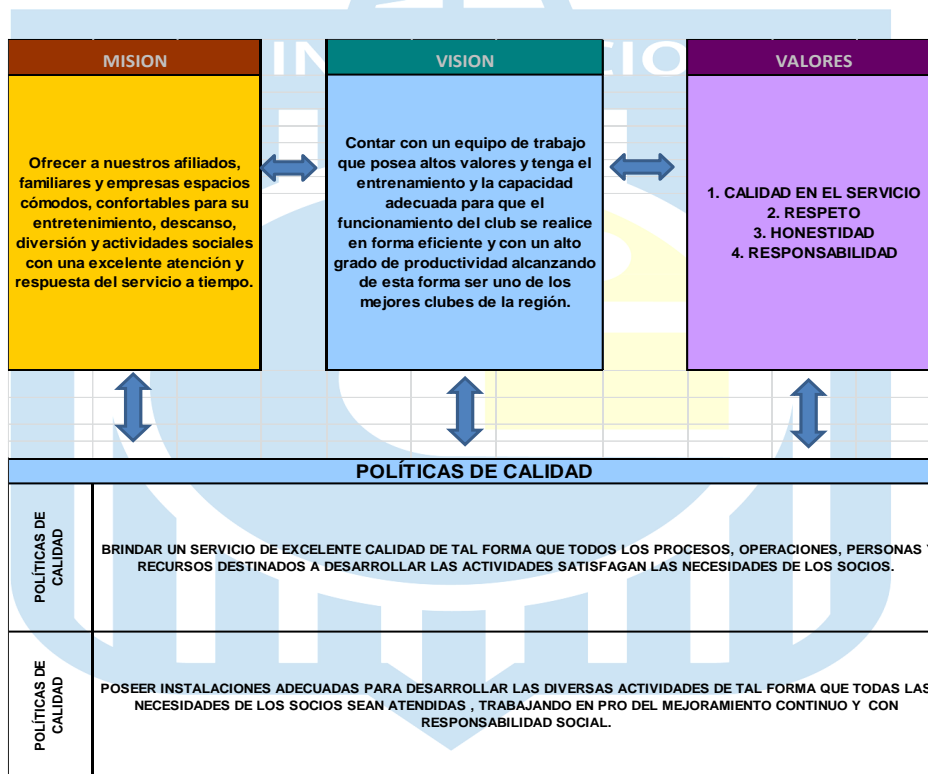 MISION
VISION
VALORES
Ofrecer a nuestros afiliados,
familiares y empresas espacios
cómodos, confortables para su
entretenimiento, descanso,
diversión y actividades sociales
con una excelente atención y
respuesta del servicio a tiempo.
Contar con un equipo de trabajo
que posea altos valores y tenga el
entrenamiento y la capacidad
adecuada para que el
funcionamiento del club se realice
en forma eficiente y con un alto
grado de productividad alcanzando
de esta forma ser uno de los
mejores clubes de la región.
1. CALIDAD EN EL SERVICIO
2. RESPETO
3. HONESTIDAD
4. RESPONSABILIDAD
POLÍTICAS DE CALIDAD
POLÍTICAS DE
CALIDAD
BRINDAR UN SERVICIO DE EXCELENTE CALIDAD DE TAL FORMA QUE TODOS LOS PROCESOS, OPERACIONES, PERSONAS Y
RECURSOS DESTINADOS A DESARROLLAR LAS ACTIVIDADES SATISFAGAN LAS NECESIDADES DE LOS SOCIOS.
POLÍTICAS DE
CALIDAD
POSEER INSTALACIONES ADECUADAS PARA DESARROLLAR LAS DIVERSAS ACTIVIDADES DE TAL FORMA QUE TODAS LAS
NECESIDADES DE LOS SOCIOS SEAN ATENDIDAS , TRABAJANDO EN PRO DEL MEJORAMIENTO CONTINUO Y CON
RESPONSABILIDAD SOCIAL.